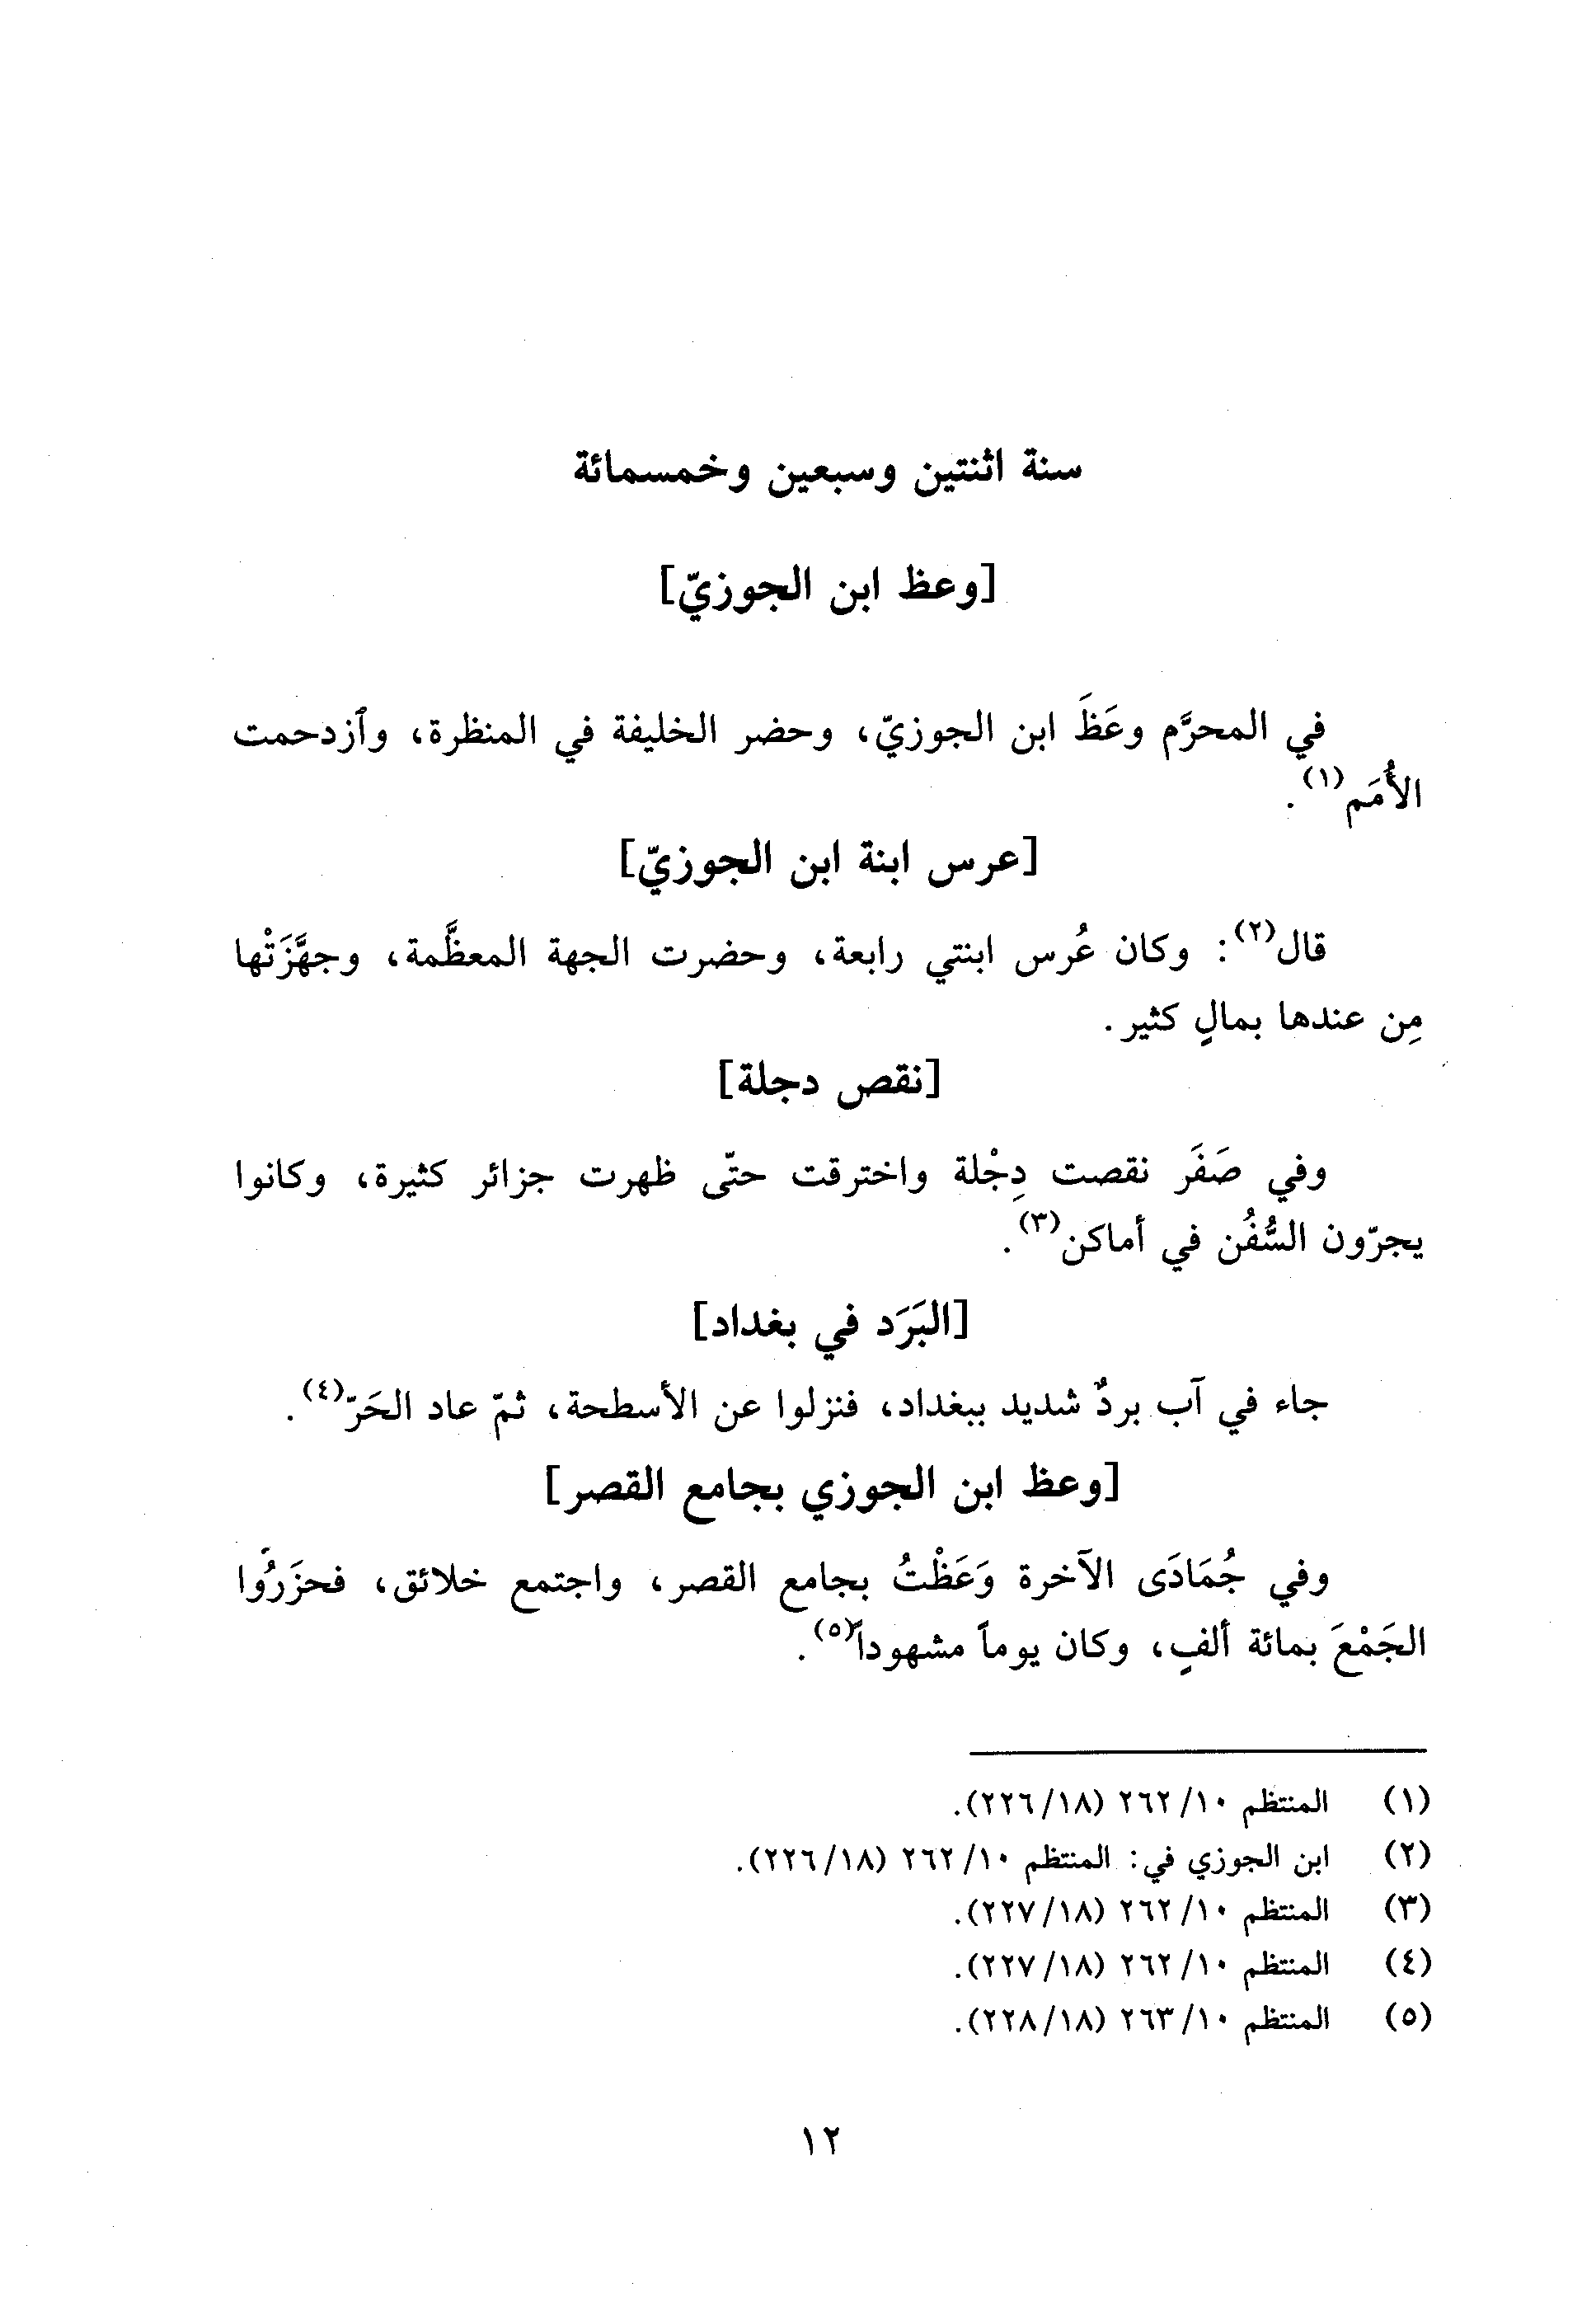 سنة اثنتين وسبعين وخمسمائة
[وعظ ابن الجوزيّ]
في المحرَّم وعَظَ ابن الجوزيّ، وحضر الخليفة في المنظرة، وٱزدحمت
الأُمَم(١).
[عرس ابنة ابن الجوزيّ]
قال(٢): وكان عُرس ابنتي رابعة، وحضرت الجهة المعظَّمة، وجهَّزَتْها
مِن عندها بمالٍ كثير.
[نقص دجلة]
وفي صَفَر نقصت دِجْلة واخترقت حتّى ظهرت جزائر كثيرة، وكانوا
يجرّون السُّفُن في أماكن(٣).
[البَرَد في بغداد]
جاء في آب بردٌ شديد ببغداد، فنزلوا عن الأسطحة، ثمّ عاد الحَرّ(٤).
[وعظ ابن الجوزي بجامع القصر]
وفي جُمَادَى الآخرة وَعَظْتُ بجامع القصر، واجتمع خلائق، فحزَرُوا
الجَمْعَ بمائة ألفٍ، وكان يوماً مشهوداً(٥).
(١) المنتظم ١٠/ ٢٦٢ (١٨/ ٢٢٦).
(٢) ابن الجوزي في: المنتظم ١٠/ ٢٦٢ (١٨/ ٢٢٦).
(٣) المنتظم ١٠/ ٢٦٢ (١٨/ ٢٢٧).
(٤) المنتظم ١٠/ ٢٦٢ (١٨/ ٢٢٧).
(٥) المنتظم ١٠/ ٢٦٣ (١٨/ ٢٢٨).
١٢